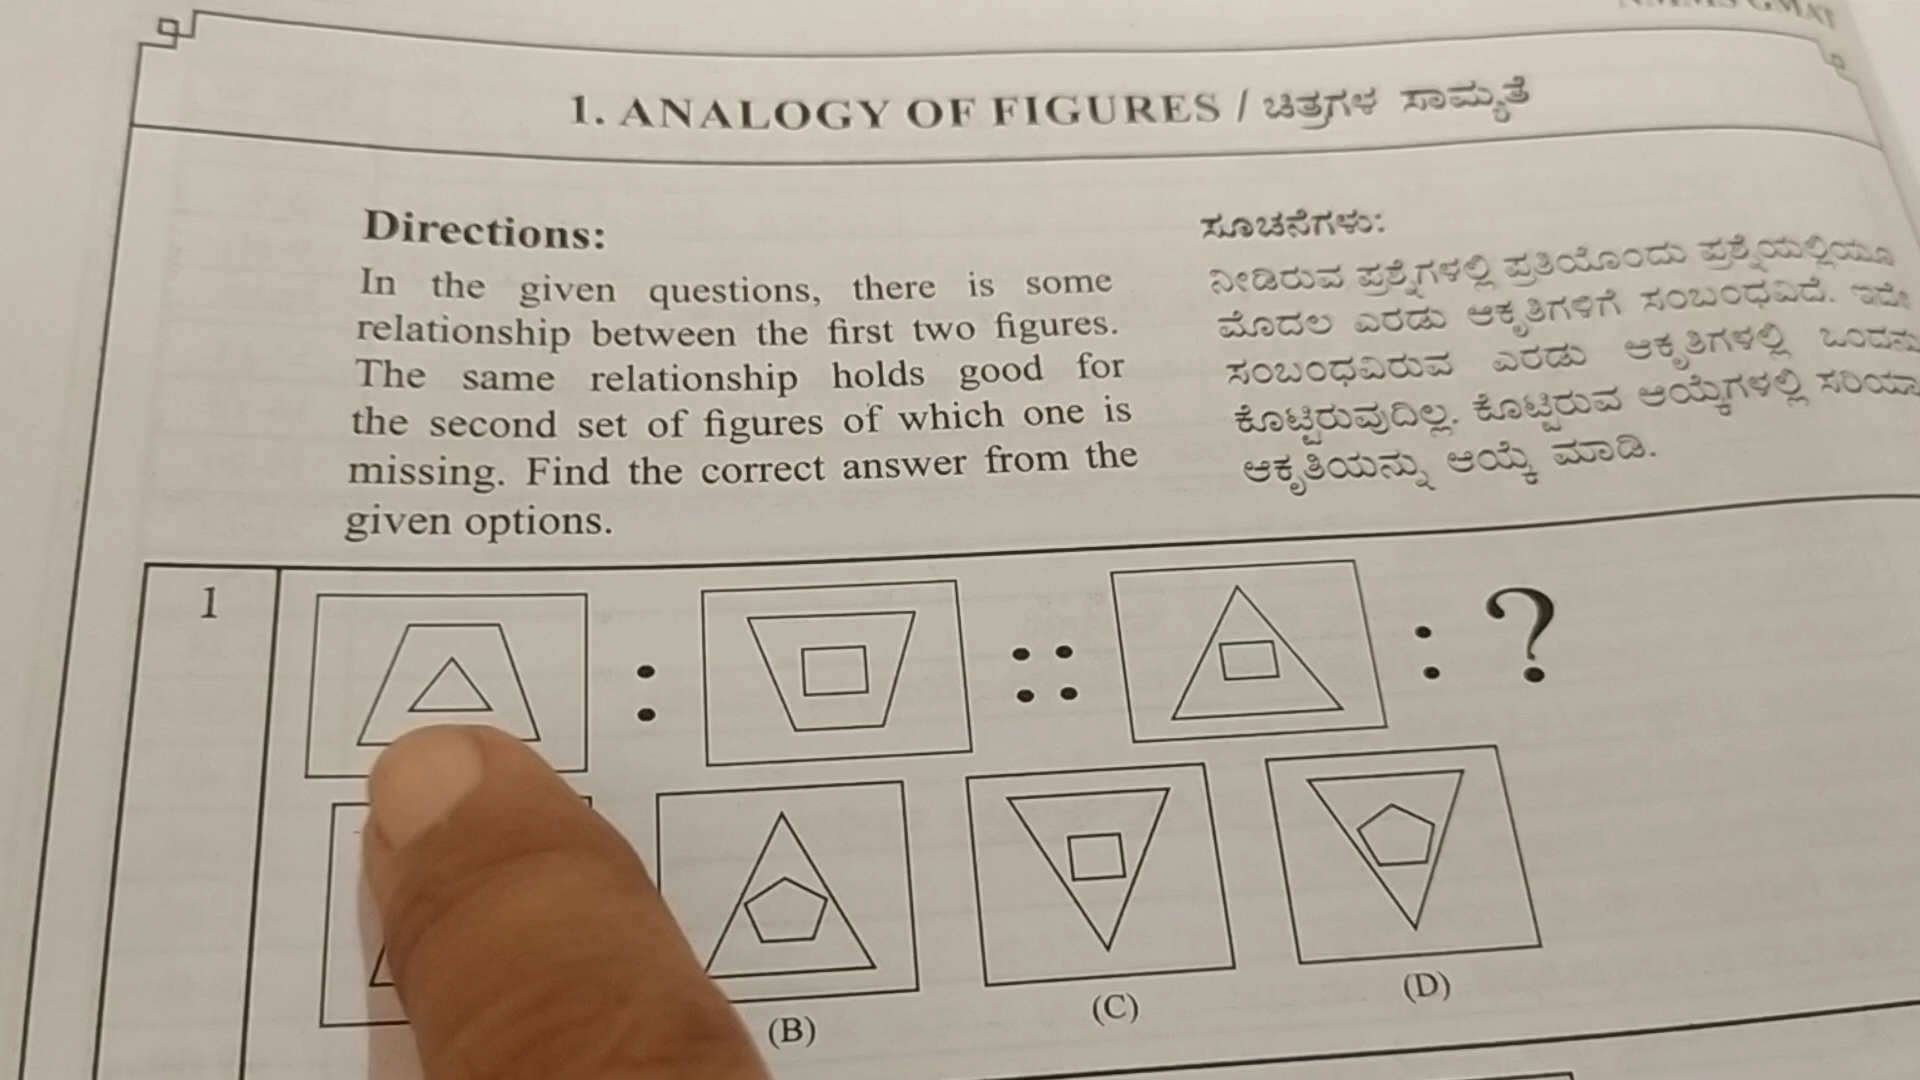 1. ANALOGY OF FIGURES / ಚಿತ್ರಗಳ ಸಾಮ್ಯತೆ
Directions:
In the given questions, there is some
relationship between the first two figures.
The same relationship holds good for
the second set of figures of which one is
missing. Find the correct answer from the
given options.
ಸೂಚನೆಗಳು:
ನೀಡಿರುವ ಪ್ರಶ್ನೆಗಳಲ್ಲಿ ಪ್ರತಿಯೊಂದು ಪ್ರಶ್ನೆಯಲ್ಲಿಯೂ
ಮೊದಲ ಎರಡು ಆಕೃತಿಗಳಿಗೆ ಸಂಬಂಧವಿದೆ. ಇದೇ
ಸಂಬಂಧವಿರುವ ಎರಡು ಆಕೃತಿಗಳಲ್ಲಿ ಒಂದನ್ನು
ಕೊಟ್ಟಿರುವುದಿಲ್ಲ. ಕೊಟ್ಟಿರುವ ಆಯ್ಕೆಗಳಲ್ಲಿ
ಆಕೃತಿಯನ್ನು ಆಯ್ಕೆ ಮಾಡಿ.
1
: :: : ?
(B) (C) (D)